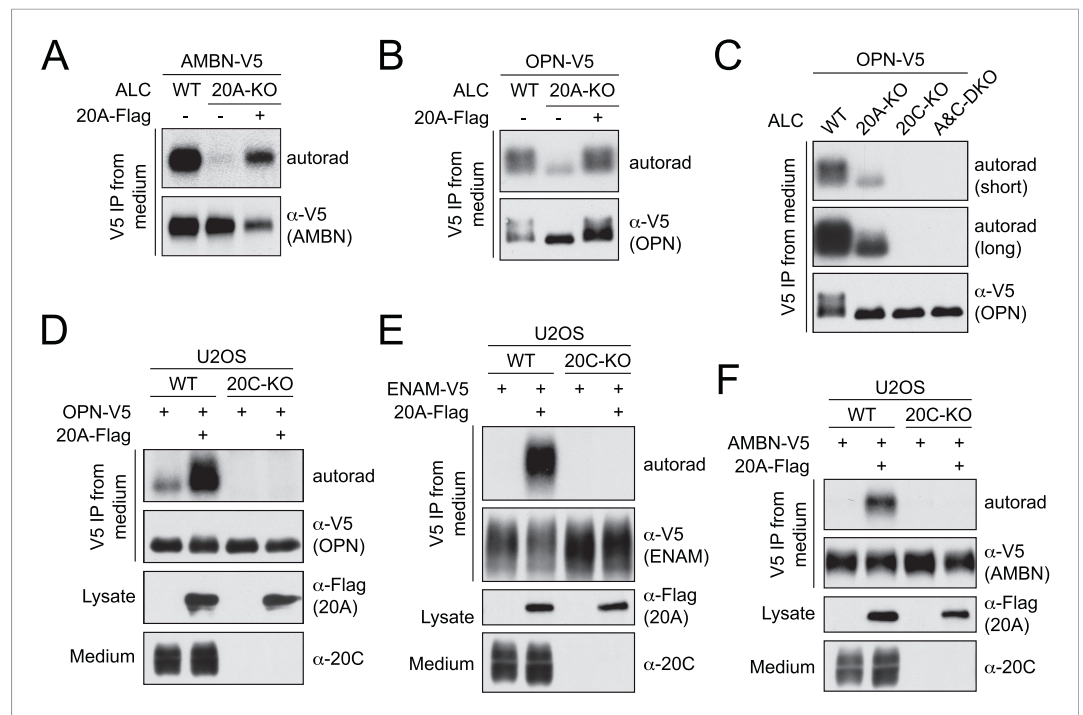 A
AMBN-V5
ALC WT 20A-KO
20A-Flag - - +
V5 IP from
medium
autorad
α-V5
(AMBN)
B
OPN-V5
ALC WT 20A-KO
20A-Flag - - +
V5 IP from
medium
autorad
α-V5
(OPN)
C
OPN-V5
ALC WT 20A-KO 20C-KO A&C-DKO
V5 IP from medium
autorad
(short)
autorad
(long)
α-V5
(OPN)
D
U2OS
WT 20C-KO
OPN-V5 + + + +
20A-Flag + +
V5 IP from
medium
autorad
α-V5
(OPN)
Lysate α-Flag
(20A)
Medium α-20C
E
U2OS
WT 20C-KO
ENAM-V5 + + + +
20A-Flag + +
V5 IP from
medium
autorad
α-V5
(ENAM)
Lysate α-Flag
(20A)
Medium α-20C
F
U2OS
WT 20C-KO
AMBN-V5 + + + +
20A-Flag + +
V5 IP from
medium
autorad
α-V5
(AMBN)
Lysate α-Flag
(20A)
Medium α-20C